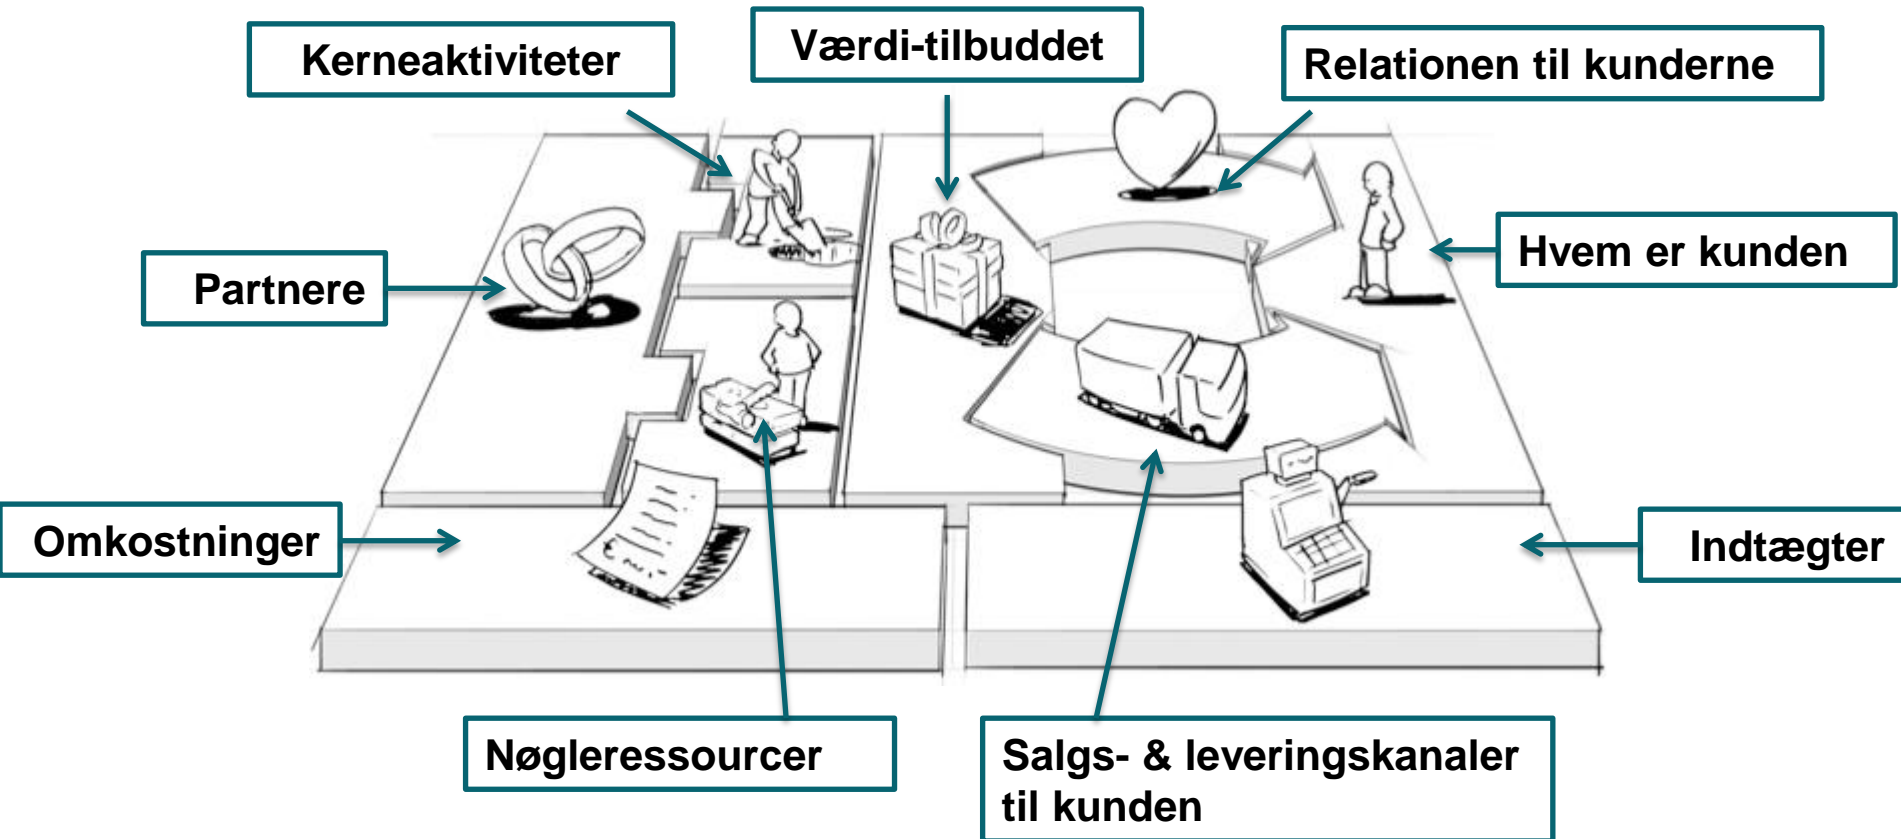 Kerneaktiviteter
Værdi-tilbuddet
Relationen til kunderne
Partnere
Hvem er kunden
Omkostninger
€
Indtægter
Nøgleressourcer
Salgs- & leveringskanaler
til kunden